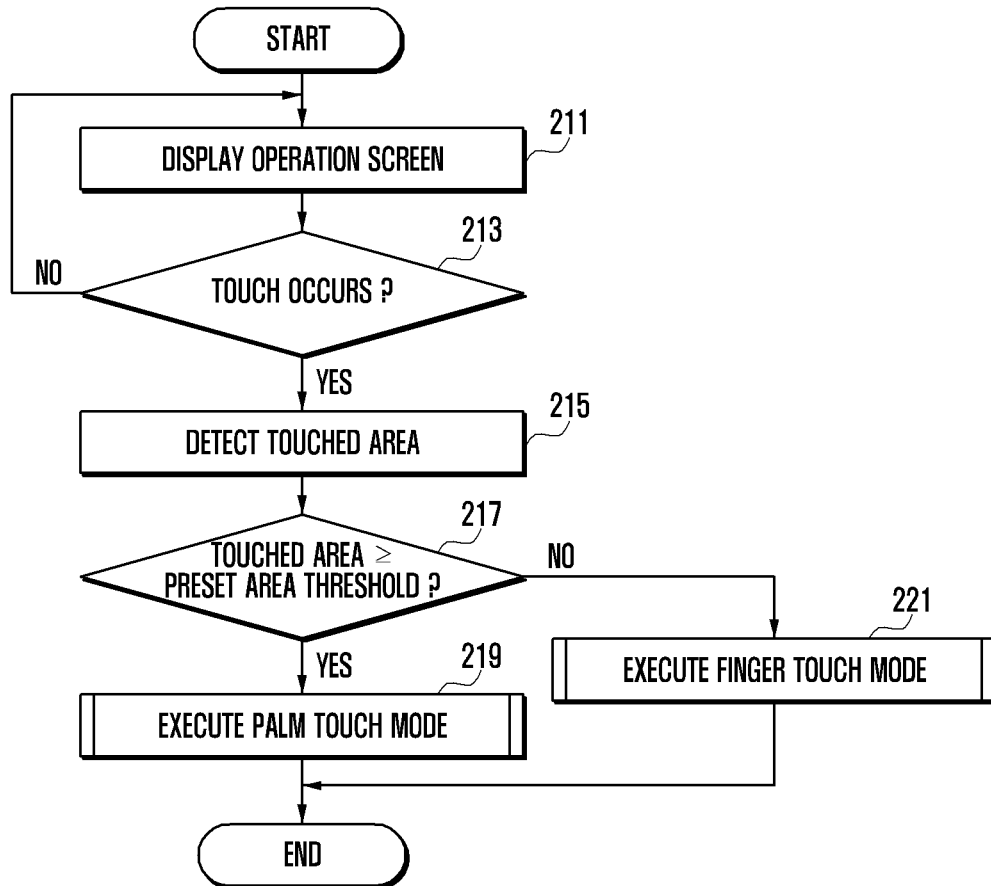 START
211
DISPLAY OPERATION SCREEN
213
NO
TOUCH OCCURS ?
YES
215
DETECT TOUCHED AREA
217
TOUCHED AREA ≥
PRESET AREA THRESHOLD ?
NO
YES
219
221
EXECUTE PALM TOUCH MODE
EXECUTE FINGER TOUCH MODE
END